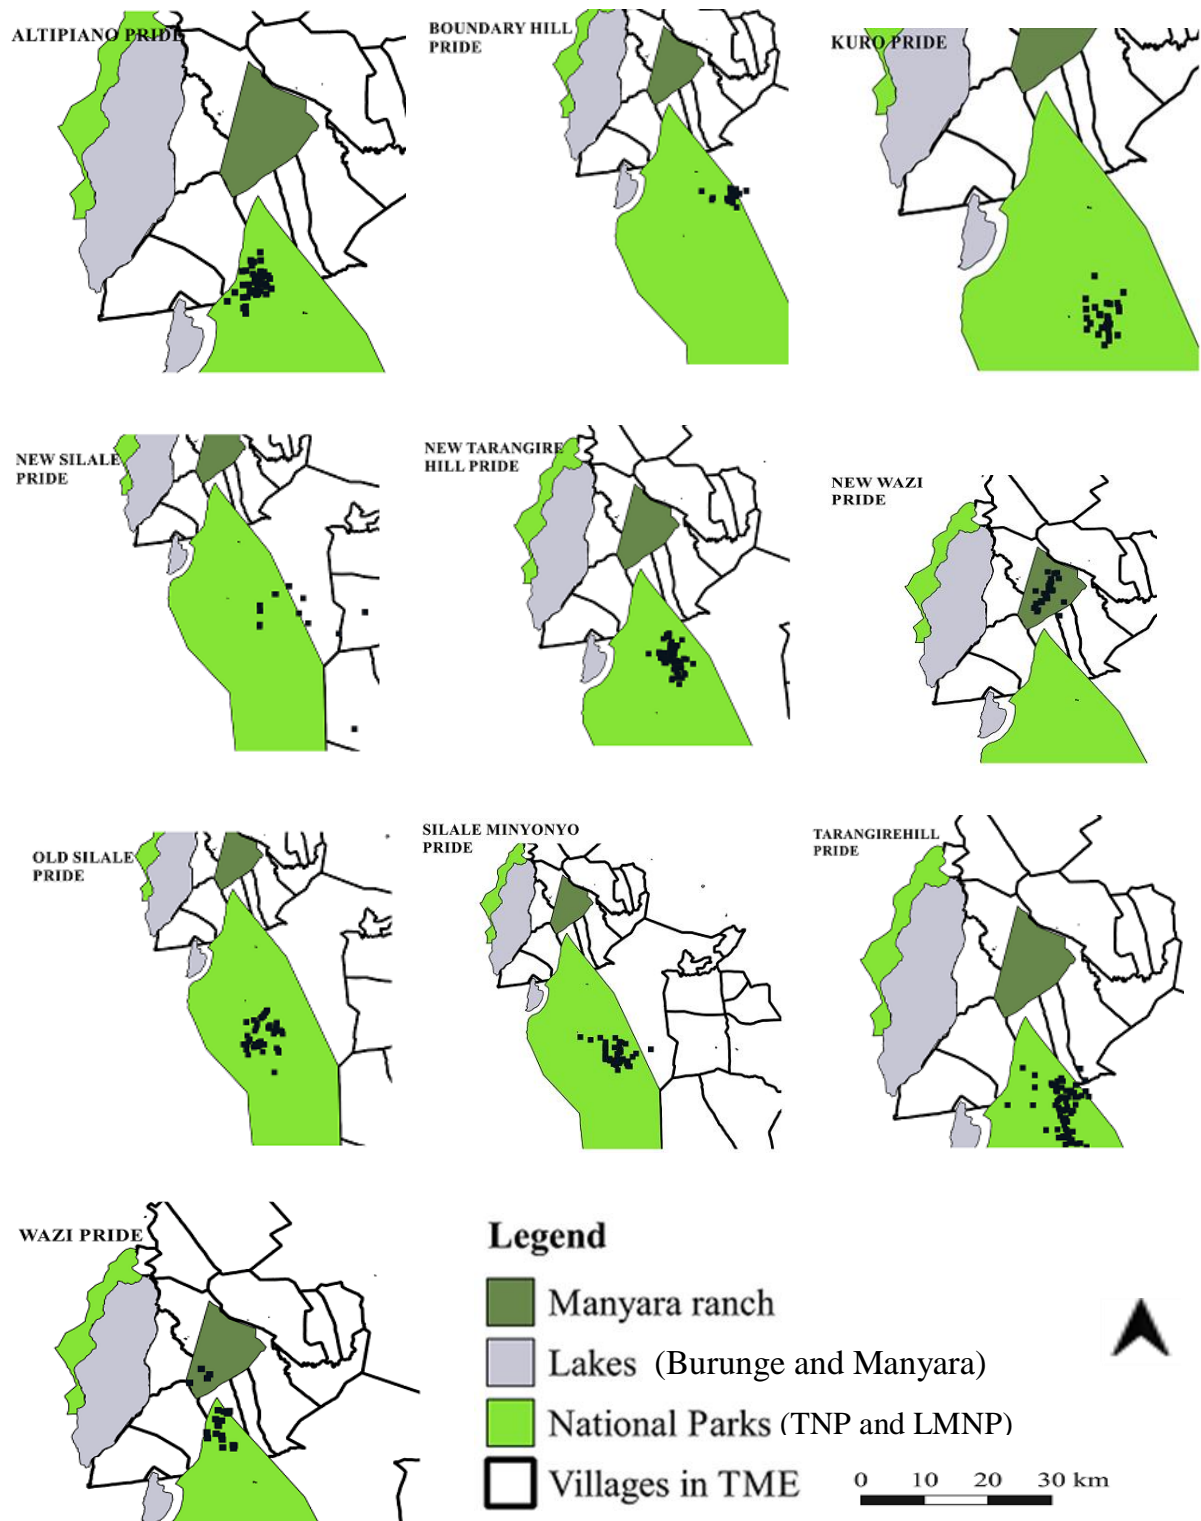 ALTIPIANO PRIDE
BOUNDARY HILL
PRIDE
KURO PRIDE
NEW SILALE
PRIDE
NEW TARANGIRE
HILL PRIDE
NEW WAZI
PRIDE
OLD SILALE
PRIDE
SILALE MINYONYO
PRIDE
TARANGIREHILL
PRIDE
WAZI PRIDE
Legend
Manyara ranch
Lakes (Burunge and Manyara)
National Parks (TNP and LMNP)
Villages in TME
0 10 20 30 km